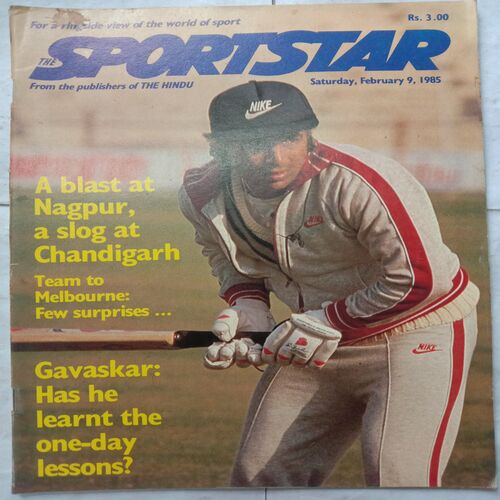 For a ringside view of the world of sport
Rs. 3.00
THE SPORTSTAR
From the publishers of THE HINDU
Saturday, February 9, 1985
NIKE
A blast at
Nagpur,
a slog at
Chandigarh
Team to
Melbourne:
Few surprises ...
NIKE
NIKE
Gavaskar:
Has he
learnt the
one-day
lessons?